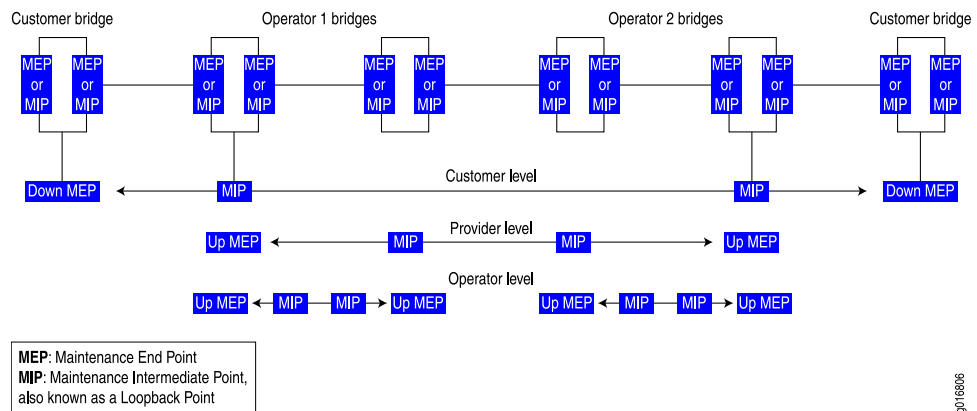 Customer bridge Operator 1 bridges Operator 2 bridges Customer bridge
MEP MEP MEP MEP MEP MEP MEP MEP MEP MEP MEP MEP
or or or or or or or or or or or or
MIP MIP MIP MIP MIP MIP MIP MIP MIP MIP MIP MIP
Customer level
Down MEP MIP MIP Down MEP
Provider level
Up MEP MIP MIP Up MEP
Operator level
Up MEP MIP MIP Up MEP Up MEP MIP MIP Up MEP
MEP: Maintenance End Point
MIP: Maintenance Intermediate Point,
also known as a Loopback Point
g016806